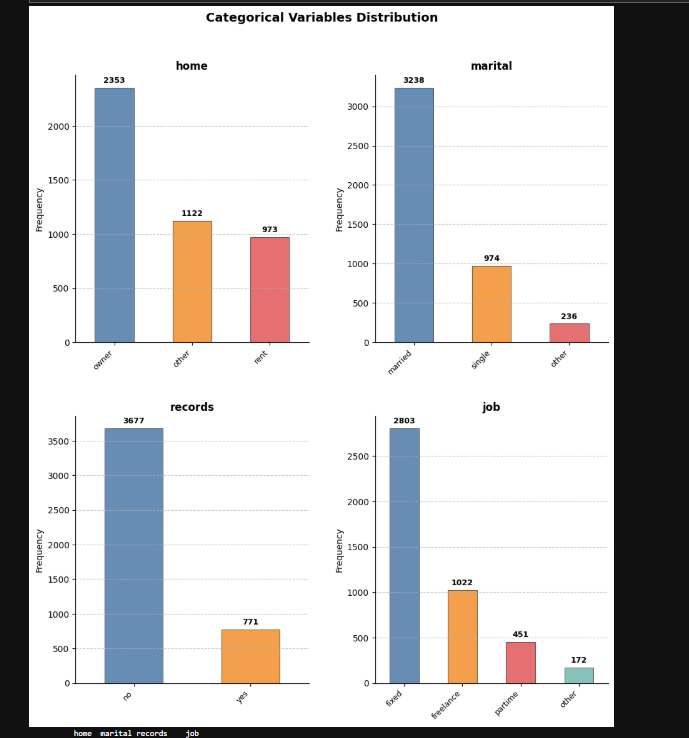 Categorical Variables Distribution
home
2353
1122
973
2000
1500
1000
500
0
Frequency
owner
other
rent
marital
3238
974
236
3000
2500
2000
1500
1000
500
0
Frequency
married
single
other
records
3677
771
3500
3000
2500
2000
1500
1000
500
0
Frequency
no
yes
job
2803
1022
451
172
2500
2000
1500
1000
500
0
Frequency
fixed
freelance
partime
other
home marital records job